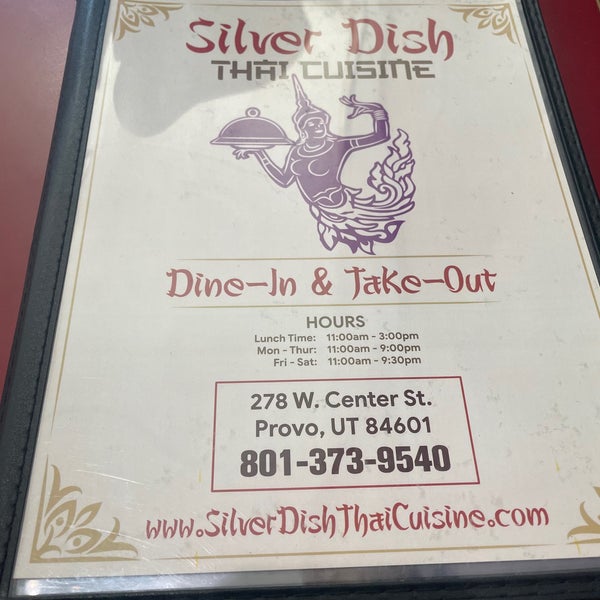 Silver Dish
THAI CUISINE
Dine-In & Take-Out
HOURS
Lunch Time: 11:00am - 3:00pm
Mon - Thur: 11:00am - 9:00pm
Fri - Sat: 11:00am - 9:30pm
278 W. Center St.
Provo, UT 84601
801-373-9540
www.SilverDishThaiCuisine.com